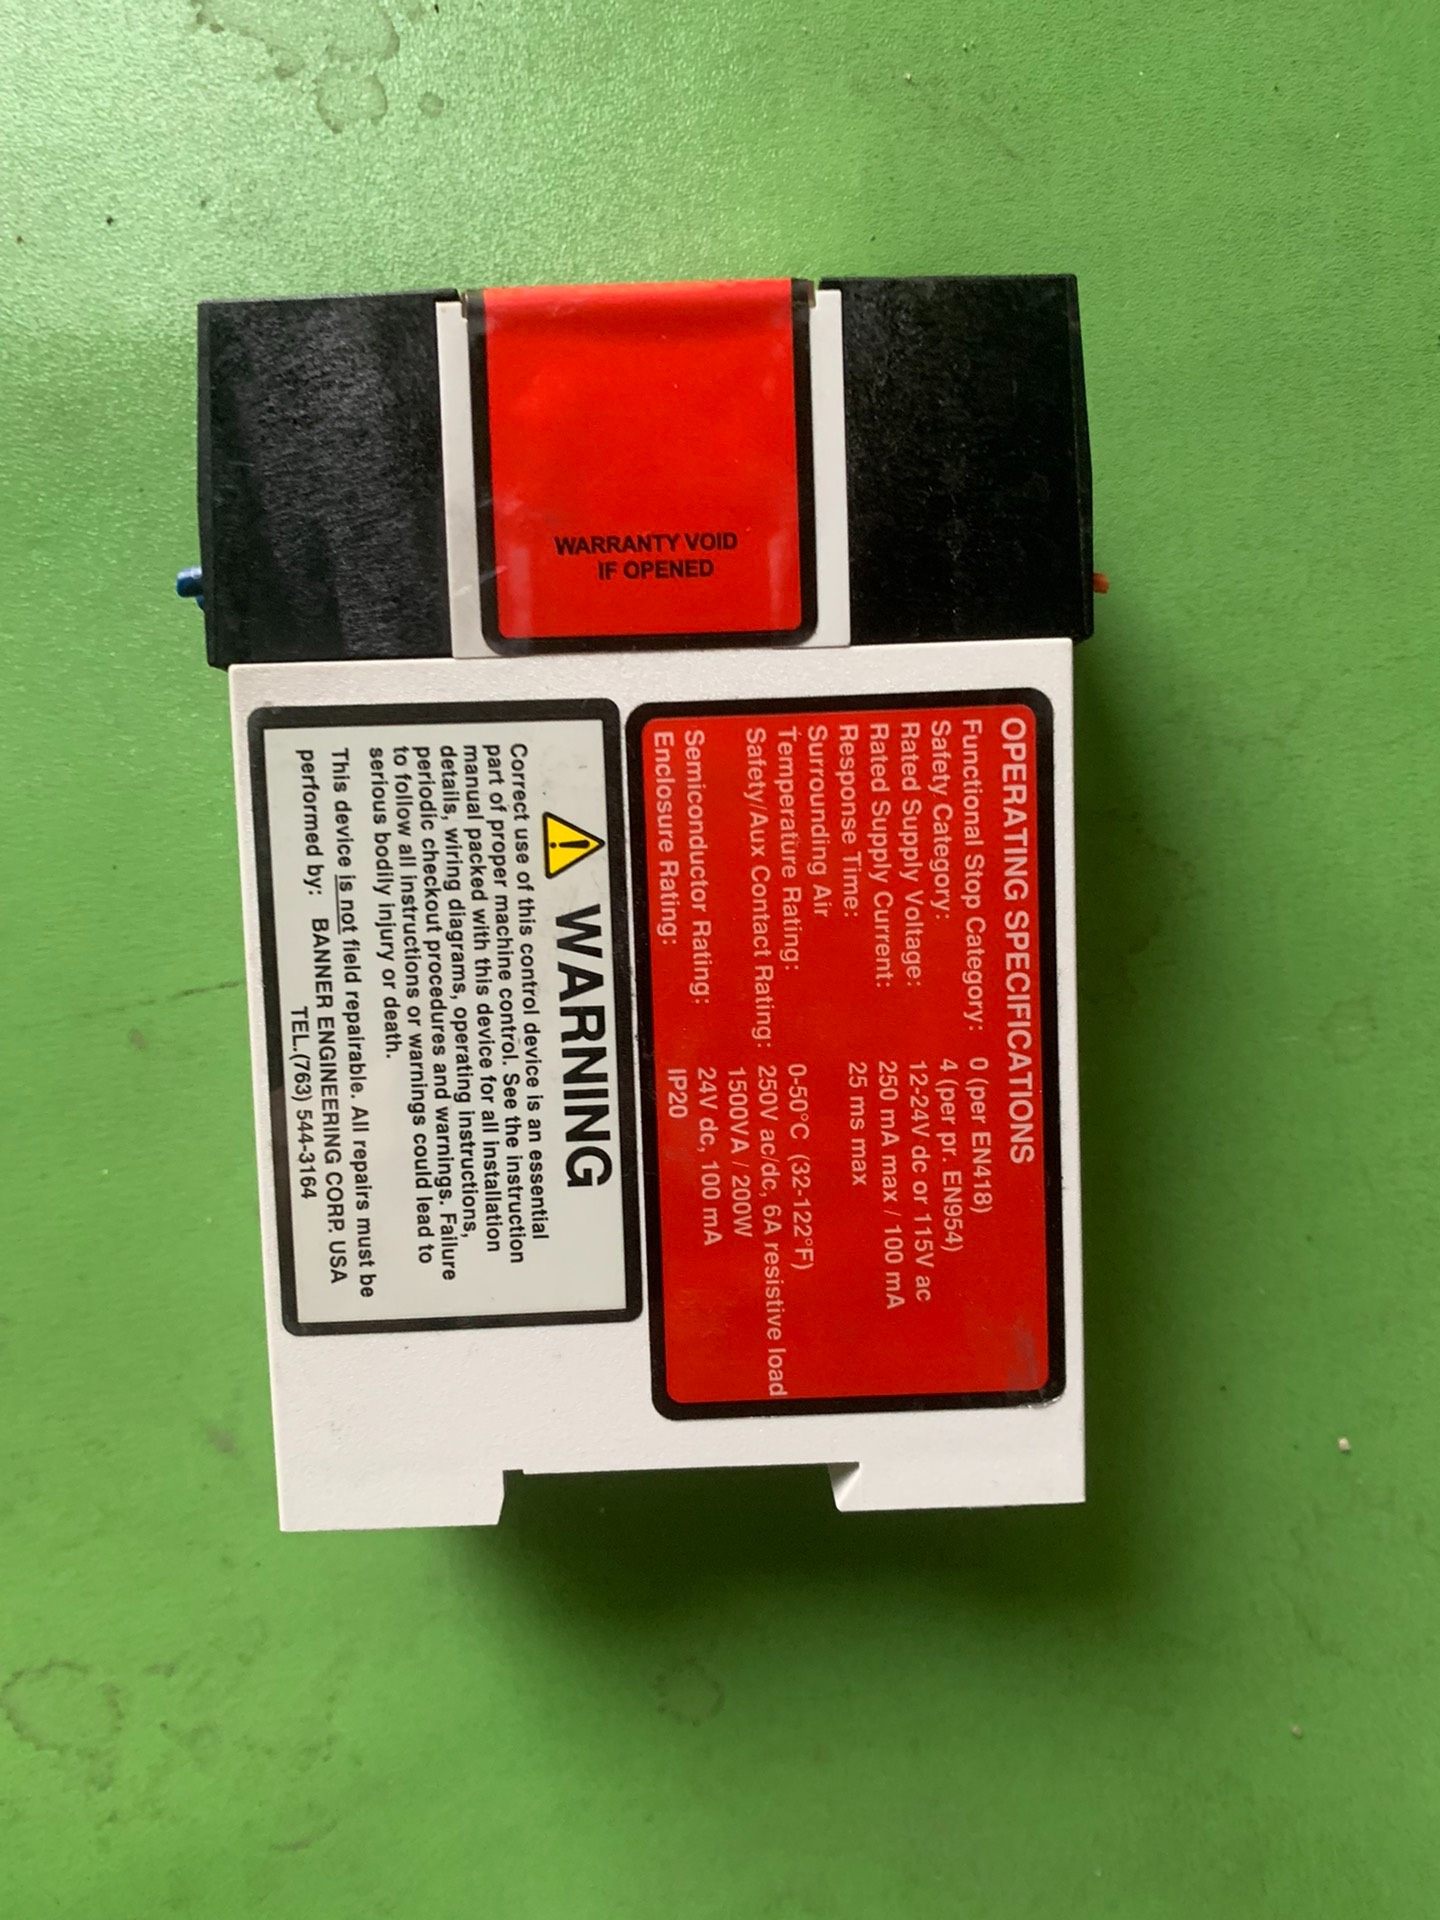 WARRANTY VOID
IF OPENED
OPERATING SPECIFICATIONS
Functional Stop Category: 0 (per EN418)
Safety Category: 4 (per pr. EN954)
Rated Supply Voltage: 12-24V dc or 115V ac
Rated Supply Current: 250 mA max / 100 mA
Response Time: 25 ms max
Surrounding Air
Temperature Rating: 0-50°C (32-122°F)
Safety/Aux Contact Rating: 250V ac/dc, 6A resistive load
1500VA / 200W
Semiconductor Rating: 24V dc, 100 mA
Enclosure Rating: IP20
WARNING
Correct use of this control device is an essential
part of proper machine control. See the instruction
manual packed with this device for all installation
details, wiring diagrams, operating instructions,
periodic checkout procedures and warnings. Failure
to follow all instructions or warnings could lead to
serious bodily injury or death.
This device is not field repairable. All repairs must be
performed by: BANNER ENGINEERING CORP. USA
TEL.(763) 544-3164